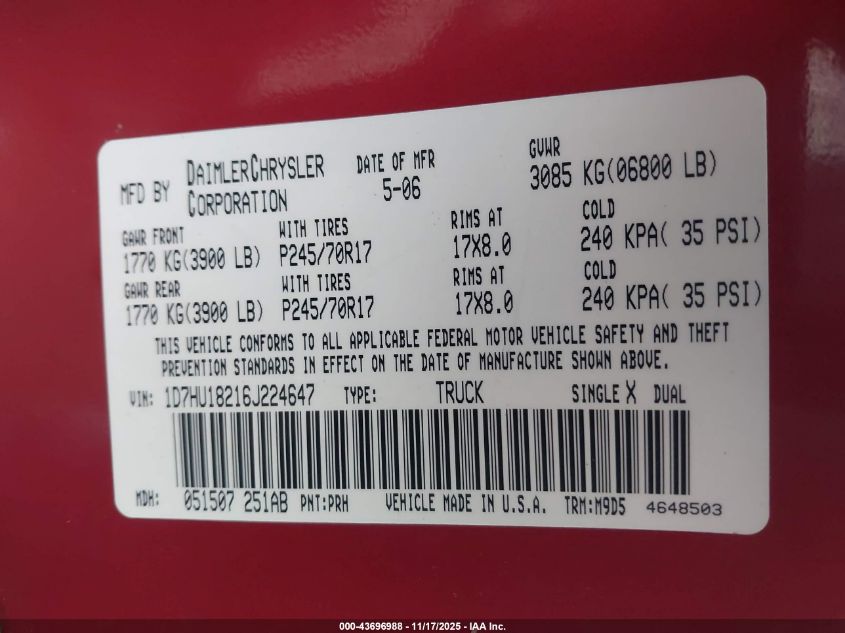 MFD BY DAIMLERCHRYSLER CORPORATION DATE OF MFR 5-06 GVWR 3085 KG(06800 LB)
GAWR FRONT WITH TIRES RIMS AT COLD
1770 KG(3900 LB) P245/70R17 17X8.0 240 KPA( 35 PSI)
GAWR REAR WITH TIRES RIMS AT COLD
1770 KG(3900 LB) P245/70R17 17X8.0 240 KPA( 35 PSI)
THIS VEHICLE CONFORMS TO ALL APPLICABLE FEDERAL MOTOR VEHICLE SAFETY AND THEFT
PREVENTION STANDARDS IN EFFECT ON THE DATE OF MANUFACTURE SHOWN ABOVE.
VIN: 1D7HU18216J224647 TYPE: TRUCK SINGLE X DUAL
MDH: 051507 251AB PNT:PRH VEHICLE MADE IN U.S.A. TRM:M9D5 4648503
000-43696988 - 11/17/2025 - IAA Inc.